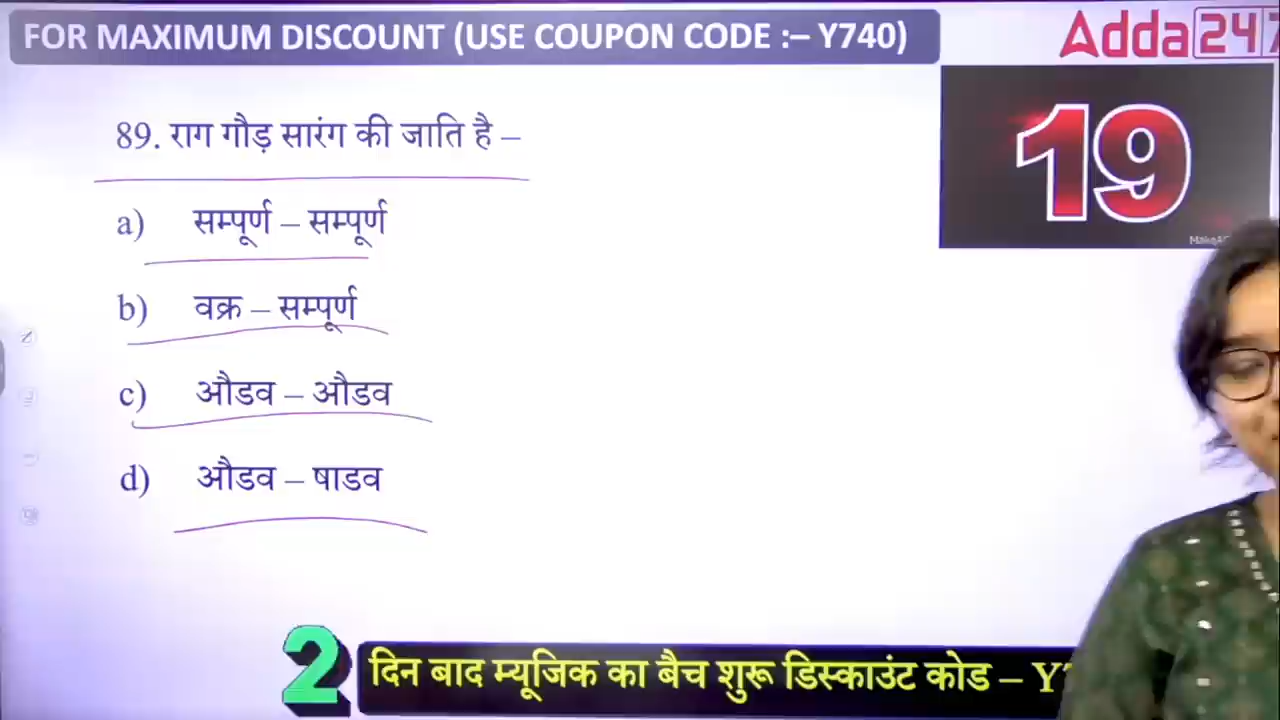 FOR MAXIMUM DISCOUNT (USE COUPON CODE :– Y740)
Adda247
19
89. राग गौड़ सारंग की जाति है –
a) सम्पूर्ण – सम्पूर्ण
b) वक्र – सम्पूर्ण
c) औडव – औडव
d) औडव – षाडव
2 दिन बाद म्यूजिक का बैच शुरू डिस्काउंट कोड – Y